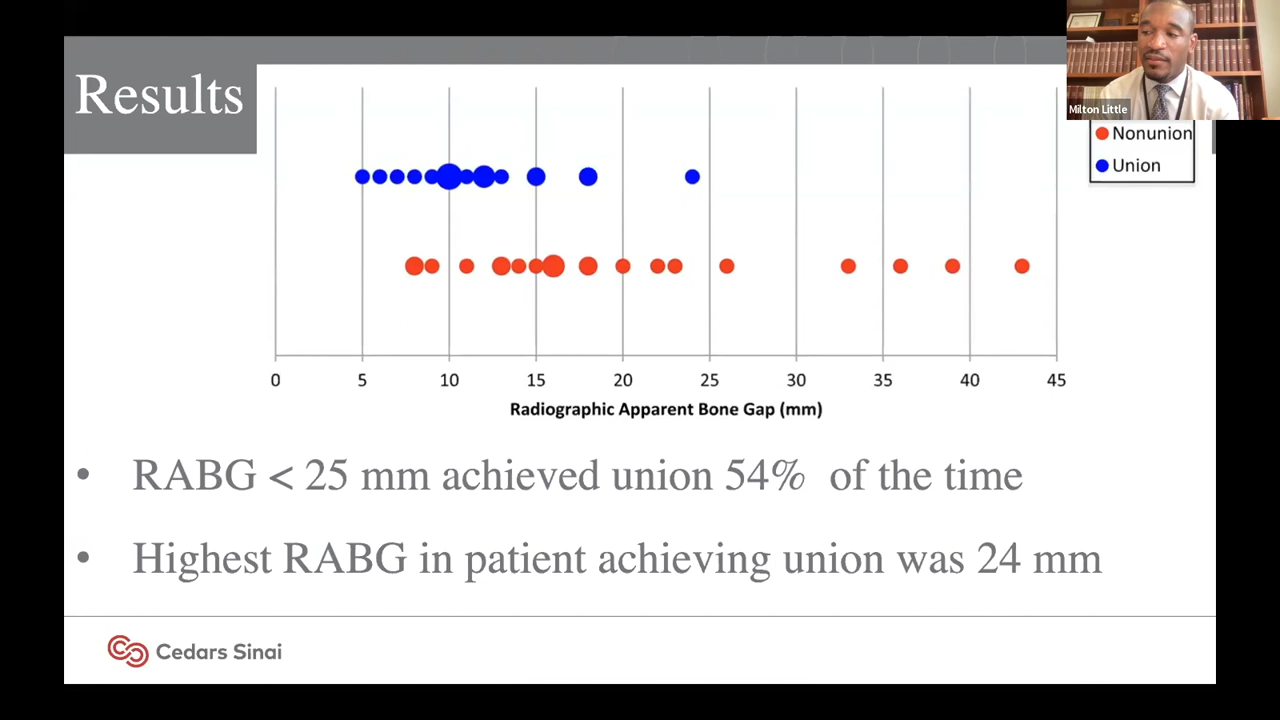 Results
Milton Little
Nonunion
Union
0 5 10 15 20 25 30 35 40 45
Radiographic Apparent Bone Gap (mm)
• RABG < 25 mm achieved union 54% of the time
• Highest RABG in patient achieving union was 24 mm
Cedars Sinai